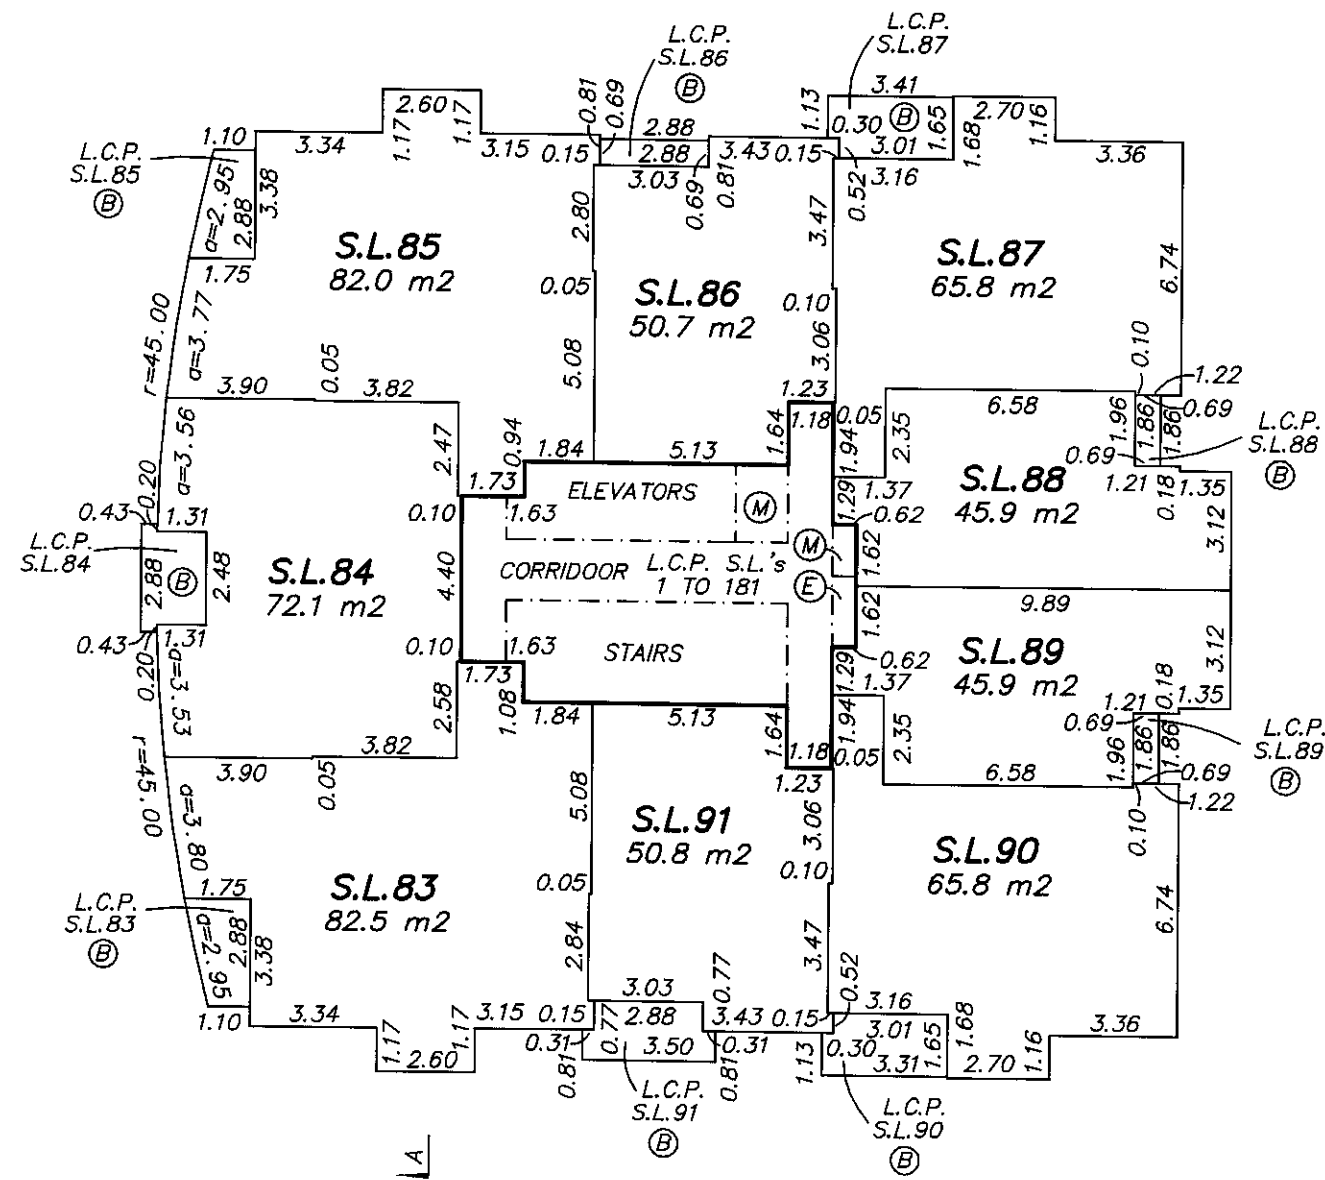 L.C.P.
S.L.86
B
L.C.P.
S.L.87
3.41
B
2.60
1.17
1.17
0.81
0.69
2.88
2.88
1.13
0.30
1.65
3.01
2.70
1.68
1.16
1.10
L.C.P.
S.L.85
B
3.34
3.15
0.15
3.03
0.69
0.81
3.43
0.15
3.16
0.52
3.36
a=2.95
2.88
3.38
1.75
2.80
3.47
S.L.85
82.0 m2
S.L.86
50.7 m2
S.L.87
65.8 m2
6.74
r=45.00
a=3.77
0.05
0.05
5.08
0.10
3.06
0.10
3.90
3.82
1.23
1.18
0.05
6.58
1.96
1.86
1.86
1.22
0.69
L.C.P.
S.L.88
B
a=3.56
2.47
0.94
1.84
5.13
1.64
1.94
2.35
0.69
1.21
0.18
1.35
1.73
ELEVATORS
M
1.37
S.L.88
45.9 m2
0.20
0.43
1.31
0.10
1.63
1.29
0.62
3.12
L.C.P.
S.L.84
2.88
B
2.48
S.L.84
72.1 m2
4.40
CORRIDOOR
L.C.P. S.L.'s
1 TO 181
M
E
1.62
1.62
9.89
0.43
0.20
1.31
0.10
1.63
STAIRS
1.29
0.62
S.L.89
45.9 m2
3.12
a=3.53
2.58
1.73
1.08
1.84
5.13
1.64
1.18
1.94
0.05
1.37
2.35
1.21
0.18
1.35
0.69
1.96
1.86
1.86
L.C.P.
S.L.89
B
3.90
0.05
3.82
1.23
6.58
0.69
1.22
0.10
r=45.00
a=3.80
5.08
S.L.91
50.8 m2
3.06
0.10
S.L.90
65.8 m2
1.75
S.L.83
82.5 m2
0.05
6.74
L.C.P.
S.L.83
B
a=2.95
2.88
3.38
2.84
3.47
1.10
3.34
1.17
2.60
1.17
3.15
0.15
3.03
0.77
2.88
0.77
3.43
0.15
0.52
3.16
3.01
1.65
1.68
3.36
0.31
0.81
3.50
0.31
0.81
1.13
0.30
3.31
2.70
1.16
L.C.P.
S.L.91
B
L.C.P.
S.L.90
B
A